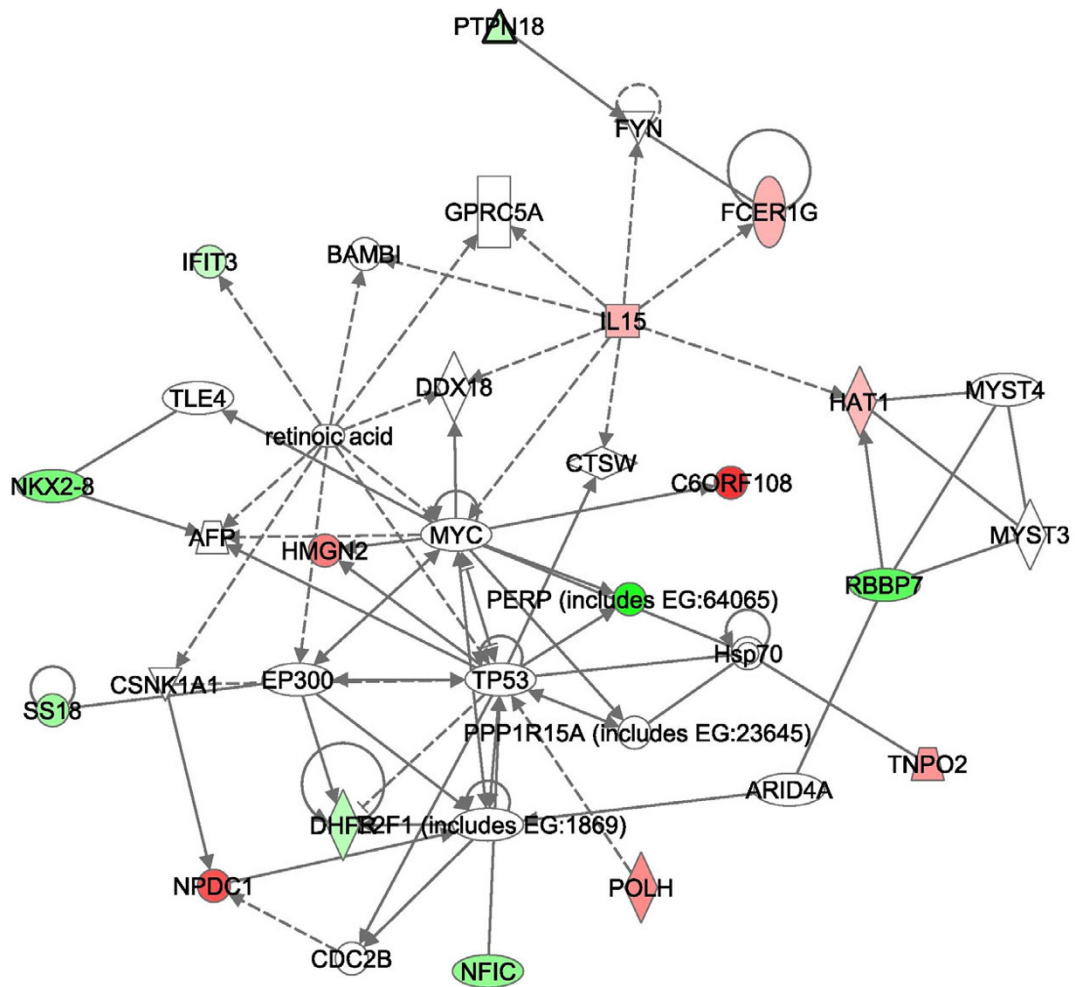 PTPN18
FYN
GPRC5A
FCER1G
IFIT3
BAMBI
IL15
DDX18
TLE4
HAT1
MYST4
retinoic acid
CTSW
NKX2-8
C6ORF108
AFP
HMGN2
MYC
MYST3
PERP (includes EG:64065)
RBBP7
Hsp70
CSNK1A1
EP300
TP53
SS18
PPP1R15A (includes EG:23645)
TNPO2
ARID4A
DHFR
E2F1 (includes EG:1869)
NPDC1
POLH
CDC2B
NFIC